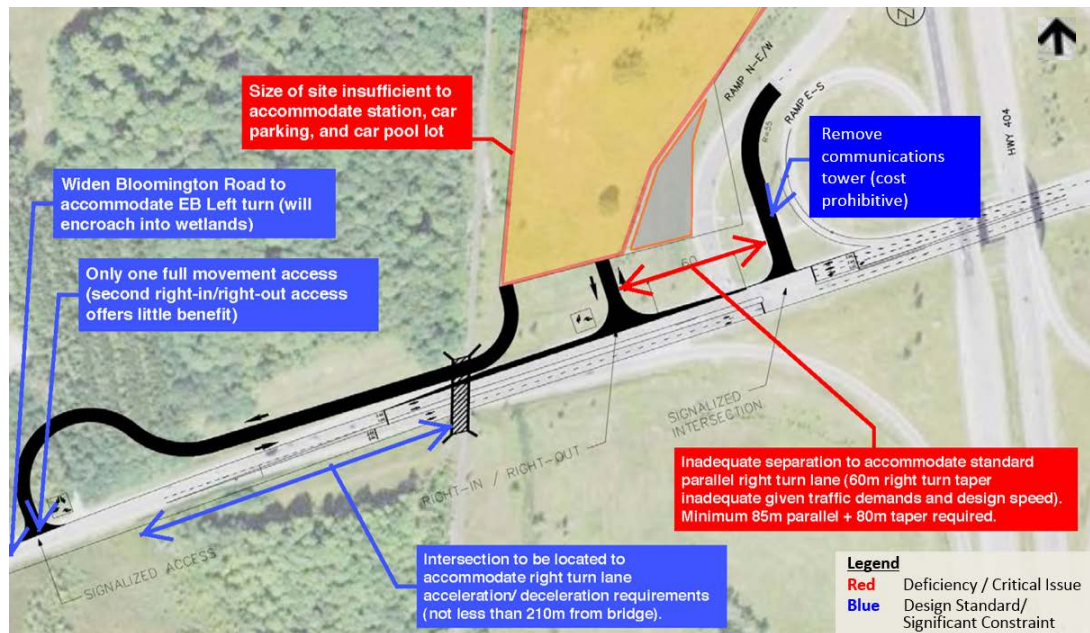 Size of site insufficient to
accommodate station, car
parking, and car pool lot
RAMP N-E/W
RAMP E-S
R=55
HWY 404
Remove
communications
tower (cost
prohibitive)
Widen Bloomington Road to
accommodate EB Left turn (will
encroach into wetlands)
Only one full movement access
(second right-in/right-out access
offers little benefit)
60
SIGNALIZED
INTERSECTION
RIGHT-IN / RIGHT-OUT
SIGNALIZED ACCESS
Inadequate separation to accommodate standard
parallel right turn lane (60m right turn taper
inadequate given traffic demands and design speed).
Minimum 85m parallel + 80m taper required.
Intersection to be located to
accommodate right turn lane
acceleration/ deceleration requirements
(not less than 210m from bridge).
Legend
Red Deficiency / Critical Issue
Blue Design Standard/
Significant Constraint